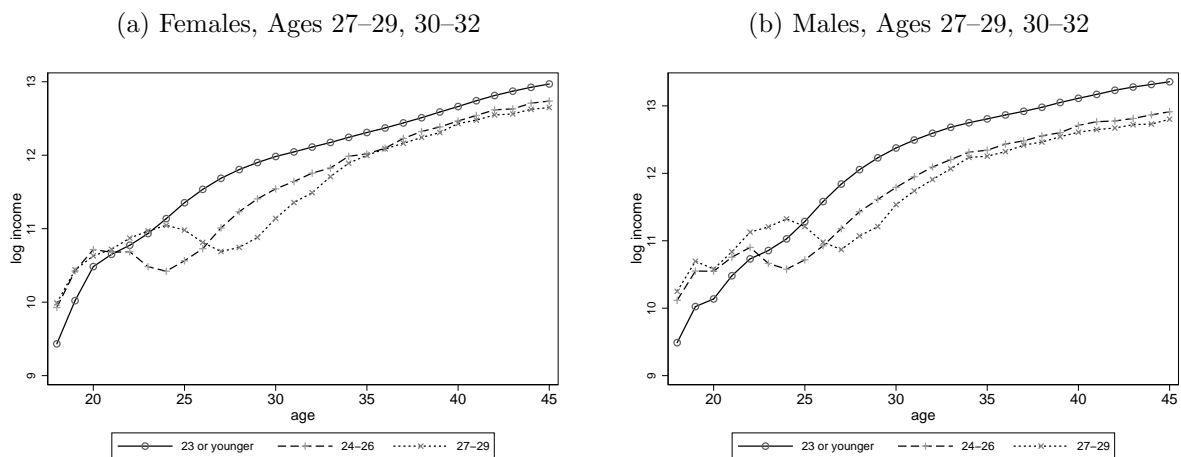 (a) Females, Ages 27–29, 30–32
13
12
11
10
9
log income
20 25 30 35 40 45
age
23 or younger 24−26 27−29
(b) Males, Ages 27–29, 30–32
13
12
11
10
9
log income
20 25 30 35 40 45
age
23 or younger 24−26 27−29